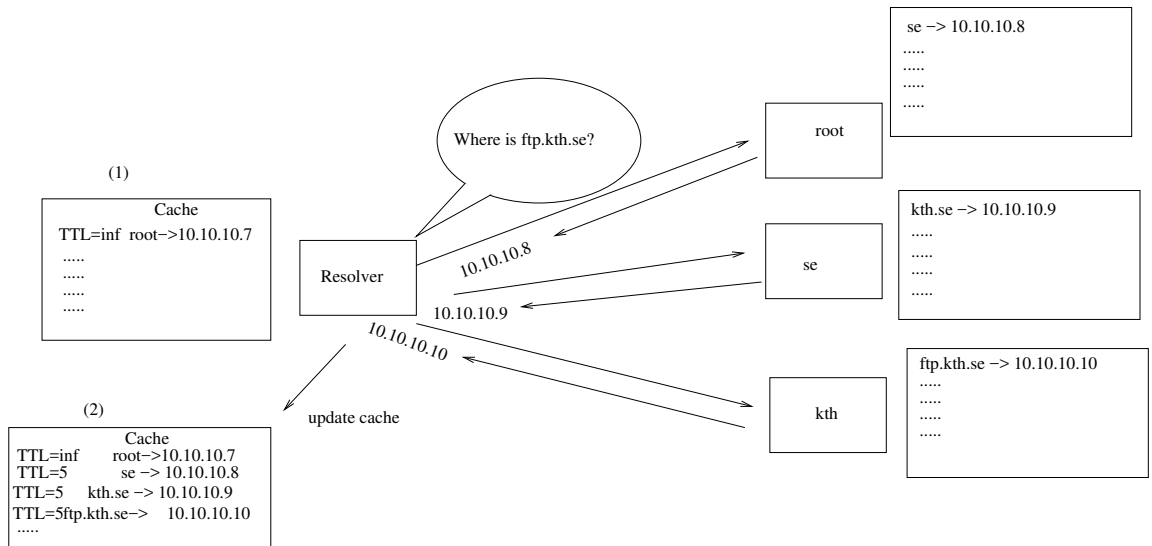 se −> 10.10.10.8
.....
.....
.....
.....
root
Where is ftp.kth.se?
(1)
Cache
TTL=inf root−>10.10.10.7
.....
.....
.....
.....
Resolver
10.10.10.8
10.10.10.9
10.10.10.10
kth.se −> 10.10.10.9
.....
.....
.....
.....
se
ftp.kth.se −> 10.10.10.10
.....
.....
.....
.....
kth
update cache
(2)
Cache
TTL=inf root−>10.10.10.7
TTL=5 se −> 10.10.10.8
TTL=5 kth.se −> 10.10.10.9
TTL=5ftp.kth.se−> 10.10.10.10
.....